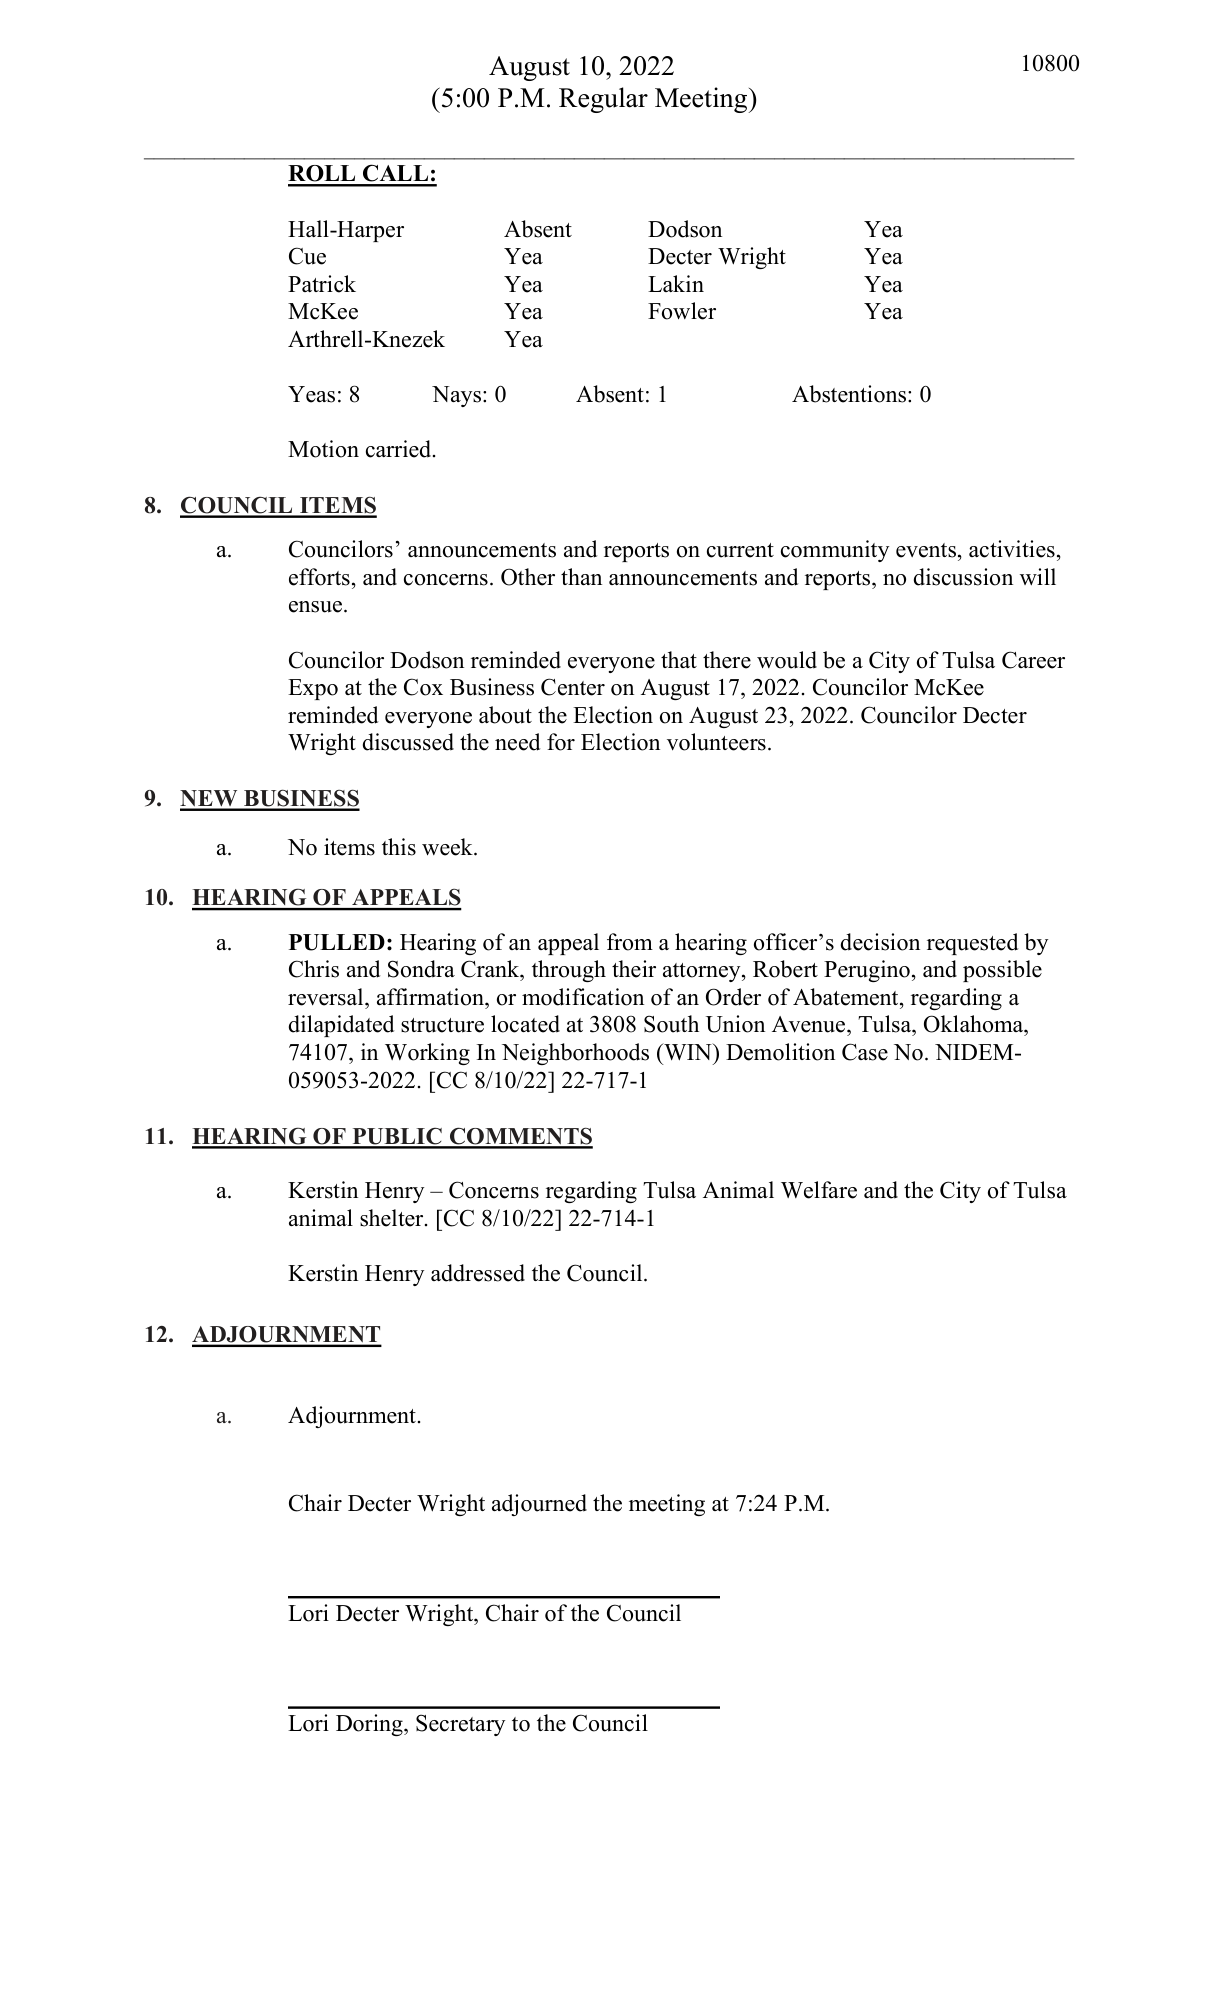 August 10, 2022
10800
(5:00 P.M. Regular Meeting)
ROLL CALL:
Hall-Harper Absent Dodson Yea
Cue Yea Decter Wright Yea
Patrick Yea Lakin Yea
McKee Yea Fowler Yea
Arthrell-Knezek Yea
Yeas: 8 Nays: 0 Absent: 1 Abstentions: 0
Motion carried.
8. COUNCIL ITEMS
a. Councilors’ announcements and reports on current community events, activities,
efforts, and concerns. Other than announcements and reports, no discussion will
ensue.
Councilor Dodson reminded everyone that there would be a City of Tulsa Career
Expo at the Cox Business Center on August 17, 2022. Councilor McKee
reminded everyone about the Election on August 23, 2022. Councilor Decter
Wright discussed the need for Election volunteers.
9. NEW BUSINESS
a. No items this week.
10. HEARING OF APPEALS
a. PULLED: Hearing of an appeal from a hearing officer’s decision requested by
Chris and Sondra Crank, through their attorney, Robert Perugino, and possible
reversal, affirmation, or modification of an Order of Abatement, regarding a
dilapidated structure located at 3808 South Union Avenue, Tulsa, Oklahoma,
74107, in Working In Neighborhoods (WIN) Demolition Case No. NIDEM-
059053-2022. [CC 8/10/22] 22-717-1
11. HEARING OF PUBLIC COMMENTS
a. Kerstin Henry – Concerns regarding Tulsa Animal Welfare and the City of Tulsa
animal shelter. [CC 8/10/22] 22-714-1
Kerstin Henry addressed the Council.
12. ADJOURNMENT
a. Adjournment.
Chair Decter Wright adjourned the meeting at 7:24 P.M.
Lori Decter Wright, Chair of the Council
Lori Doring, Secretary to the Council